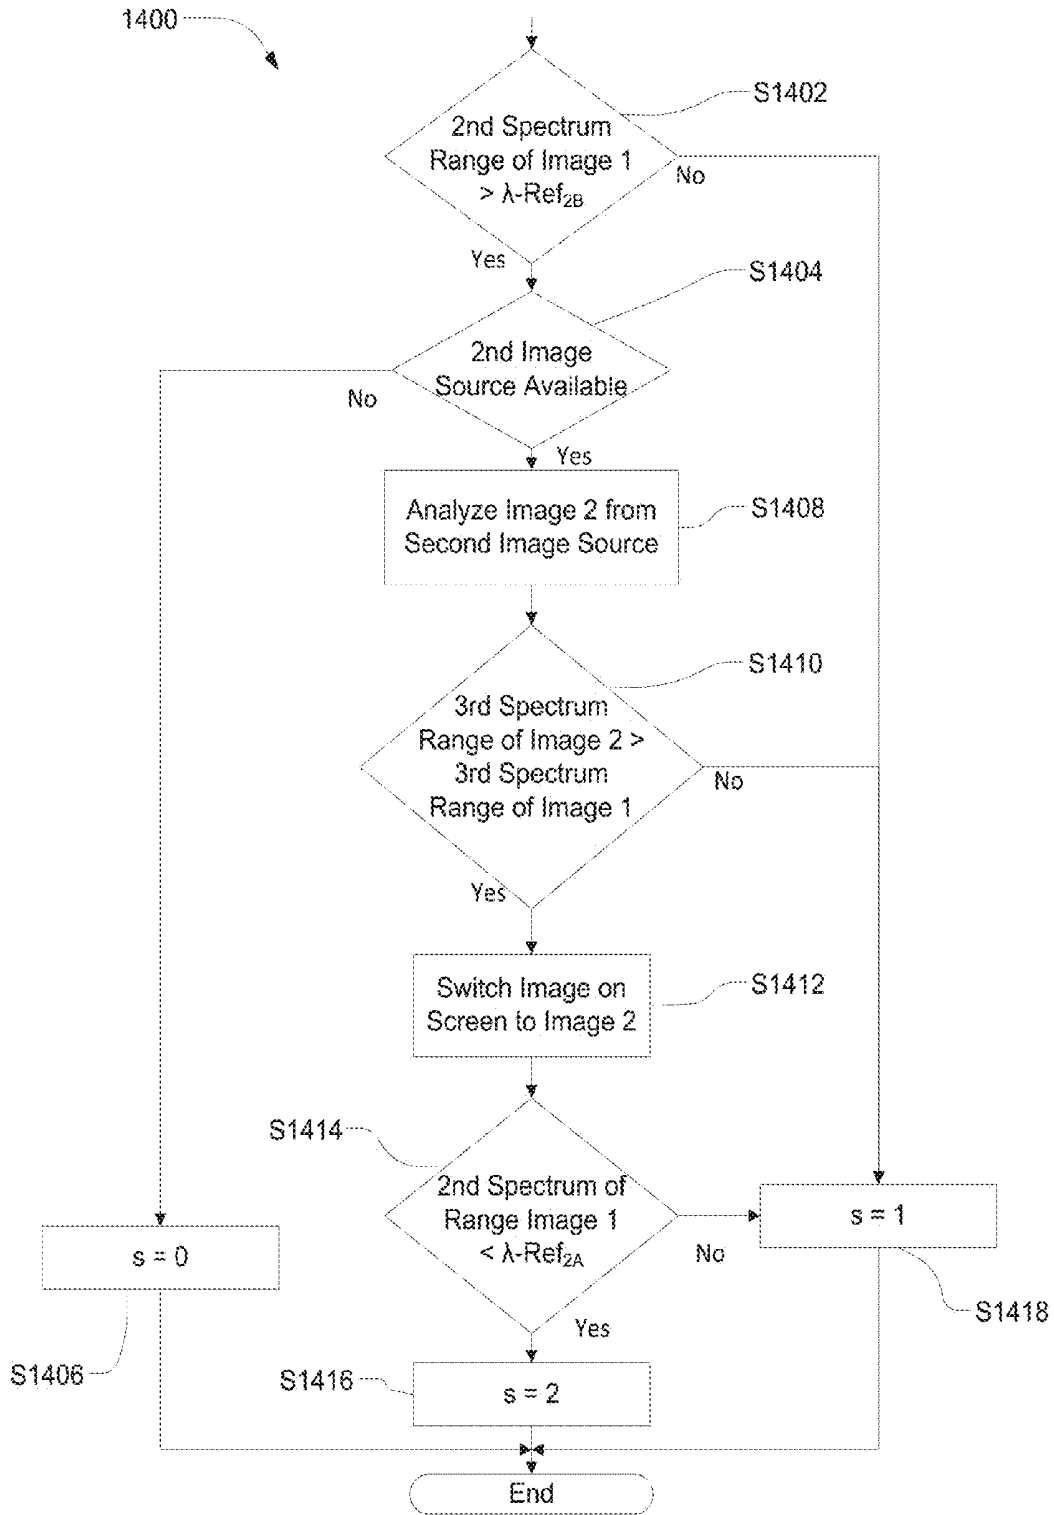 1400
S1402
2nd Spectrum
Range of Image 1
> λ-Ref2B
No
Yes
S1404
2nd Image
Source Available
No
Yes
S1408
Analyze Image 2 from
Second Image Source
S1410
3rd Spectrum
Range of Image 2 >
3rd Spectrum
Range of Image 1
No
Yes
S1412
Switch Image on
Screen to Image 2
S1414
2nd Spectrum of
Range Image 1
< λ-Ref2A
No
Yes
s = 1
S1418
s = 0
S1406
S1416
s = 2
End